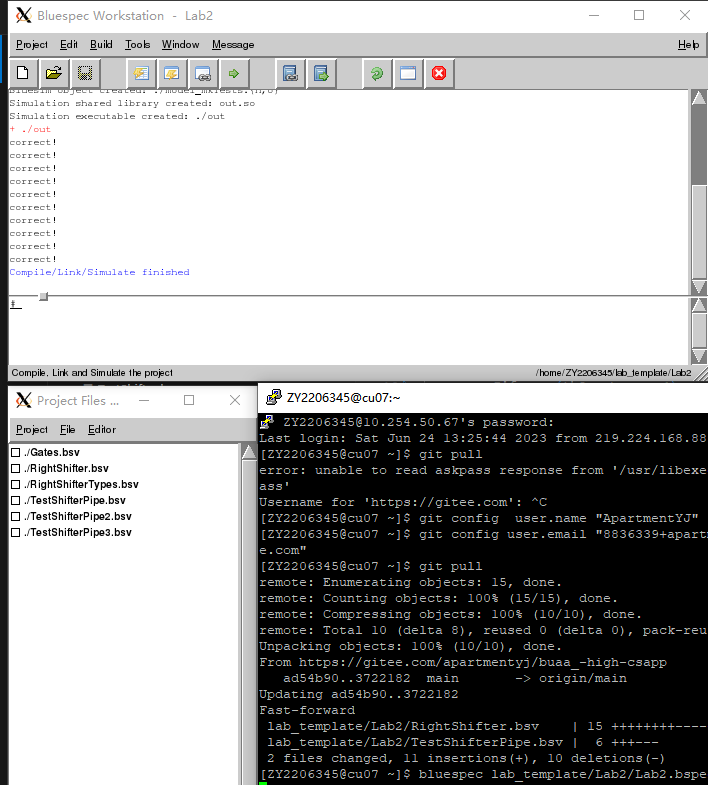 Bluespec Workstation - Lab2
Project Edit Build Tools Window Message Help
Bluesim object created: ./model_mkTests.{h,o}
Simulation shared library created: out.so
Simulation executable created: ./out
+ ./out
correct!
correct!
correct!
correct!
correct!
correct!
correct!
correct!
correct!
correct!
Compile/Link/Simulate finished
#
Compile, Link and Simulate the project /home/ZY2206345/lab_template/Lab2
Project Files ...
Project File Editor
./Gates.bsv
./RightShifter.bsv
./RightShifterTypes.bsv
./TestShifterPipe.bsv
./TestShifterPipe2.bsv
./TestShifterPipe3.bsv
ZY2206345@cu07:~
ZY2206345@10.254.50.67's password:
Last login: Sat Jun 24 13:25:44 2023 from 219.224.168.88
[ZY2206345@cu07 ~]$ git pull
error: unable to read askpass response from '/usr/libexe
ass'
Username for 'https://gitee.com': ^C
[ZY2206345@cu07 ~]$ git config  user.name "ApartmentYJ"
[ZY2206345@cu07 ~]$ git config user.email "8836339+apart
e.com"
[ZY2206345@cu07 ~]$ git pull
remote: Enumerating objects: 15, done.
remote: Counting objects: 100% (15/15), done.
remote: Compressing objects: 100% (10/10), done.
remote: Total 10 (delta 8), reused 0 (delta 0), pack-reu
Unpacking objects: 100% (10/10), done.
From https://gitee.com/apartmentyj/buaa_-high-csapp
   ad54b90..3722182  main       -> origin/main
Updating ad54b90..3722182
Fast-forward
 lab_template/Lab2/RightShifter.bsv    | 15 ++++++++----
 lab_template/Lab2/TestShifterPipe.bsv |  6 +++---
 2 files changed, 11 insertions(+), 10 deletions(-)
[ZY2206345@cu07 ~]$ bluespec lab_template/Lab2/Lab2.bspe